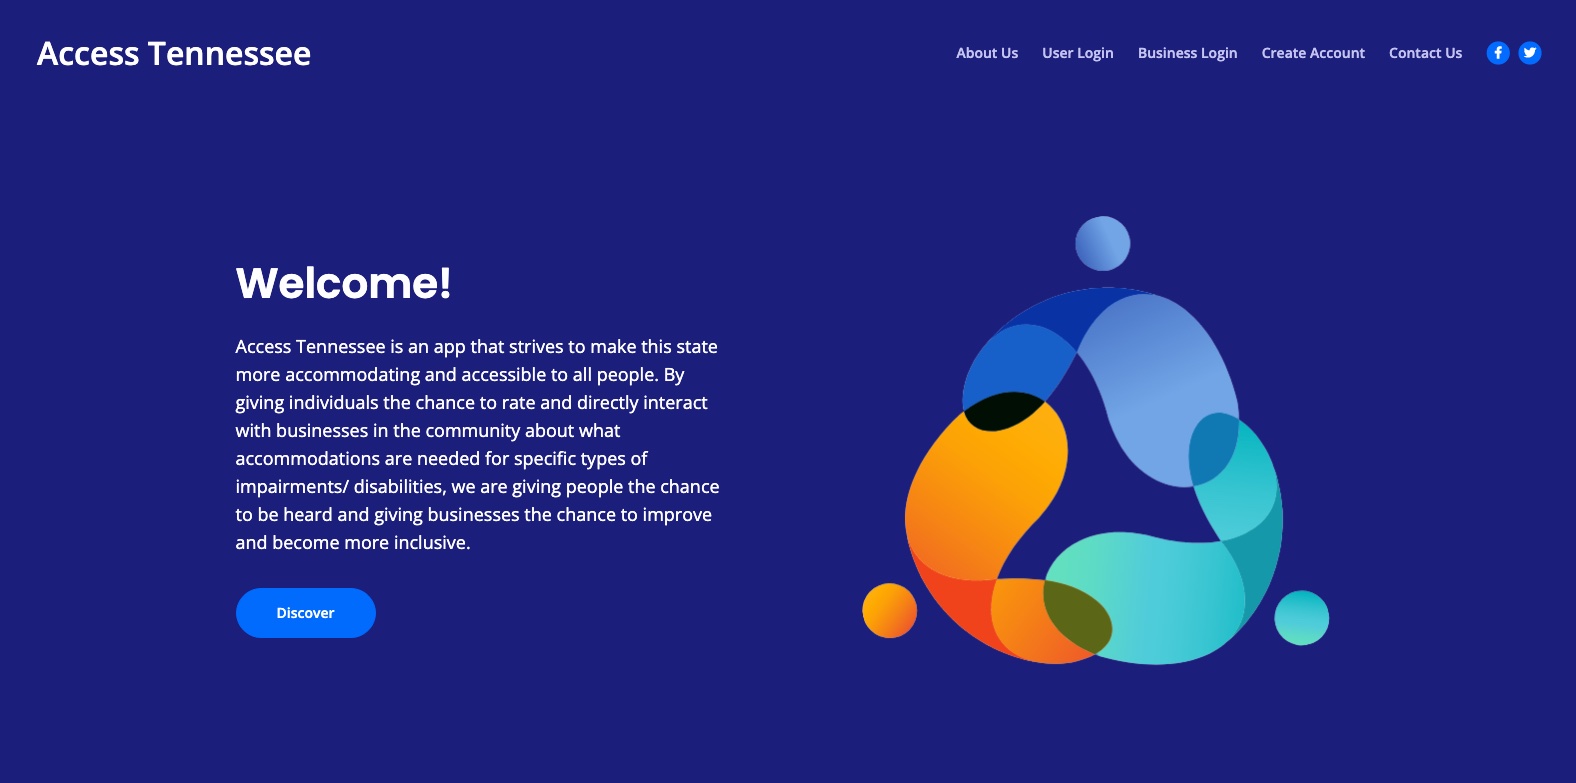 Access Tennessee
About Us
User Login
Business Login
Create Account
Contact Us
Welcome!
Access Tennessee is an app that strives to make this state
more accommodating and accessible to all people. By
giving individuals the chance to rate and directly interact
with businesses in the community about what
accommodations are needed for specific types of
impairments/ disabilities, we are giving people the chance
to be heard and giving businesses the chance to improve
and become more inclusive.
Discover